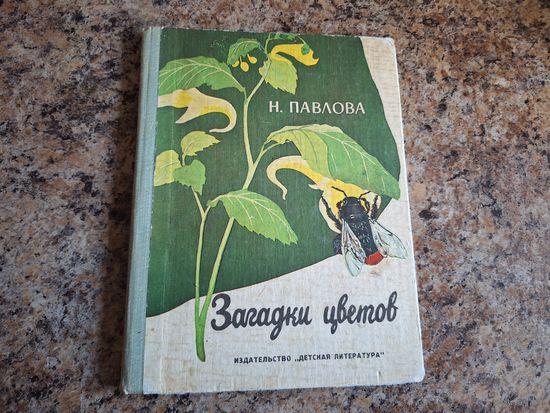 Н. ПАВЛОВА
Загадки цветов
ИЗДАТЕЛЬСТВО „ДЕТСКАЯ ЛИТЕРАТУРА"